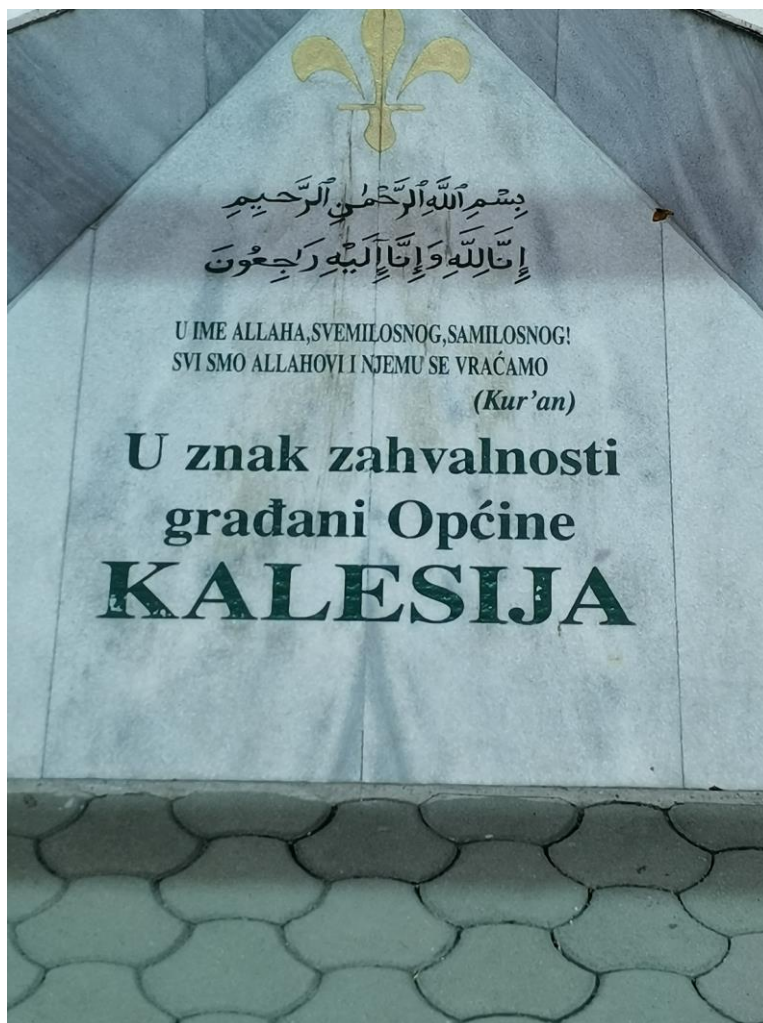 بِسْمِ اللَّهِ الرَّحْمَٰنِ الرَّحِيمِ
إِنَّا لِلَّهِ وَإِنَّا إِلَيْهِ رَاجِعُونَ
U IME ALLAHA,SVEMILOSNOG,SAMILOSNOG!
SVI SMO ALLAHOVI I NJEMU SE VRAĆAMO
(Kur'an)
U znak zahvalnosti
građani Općine
KALESIJA